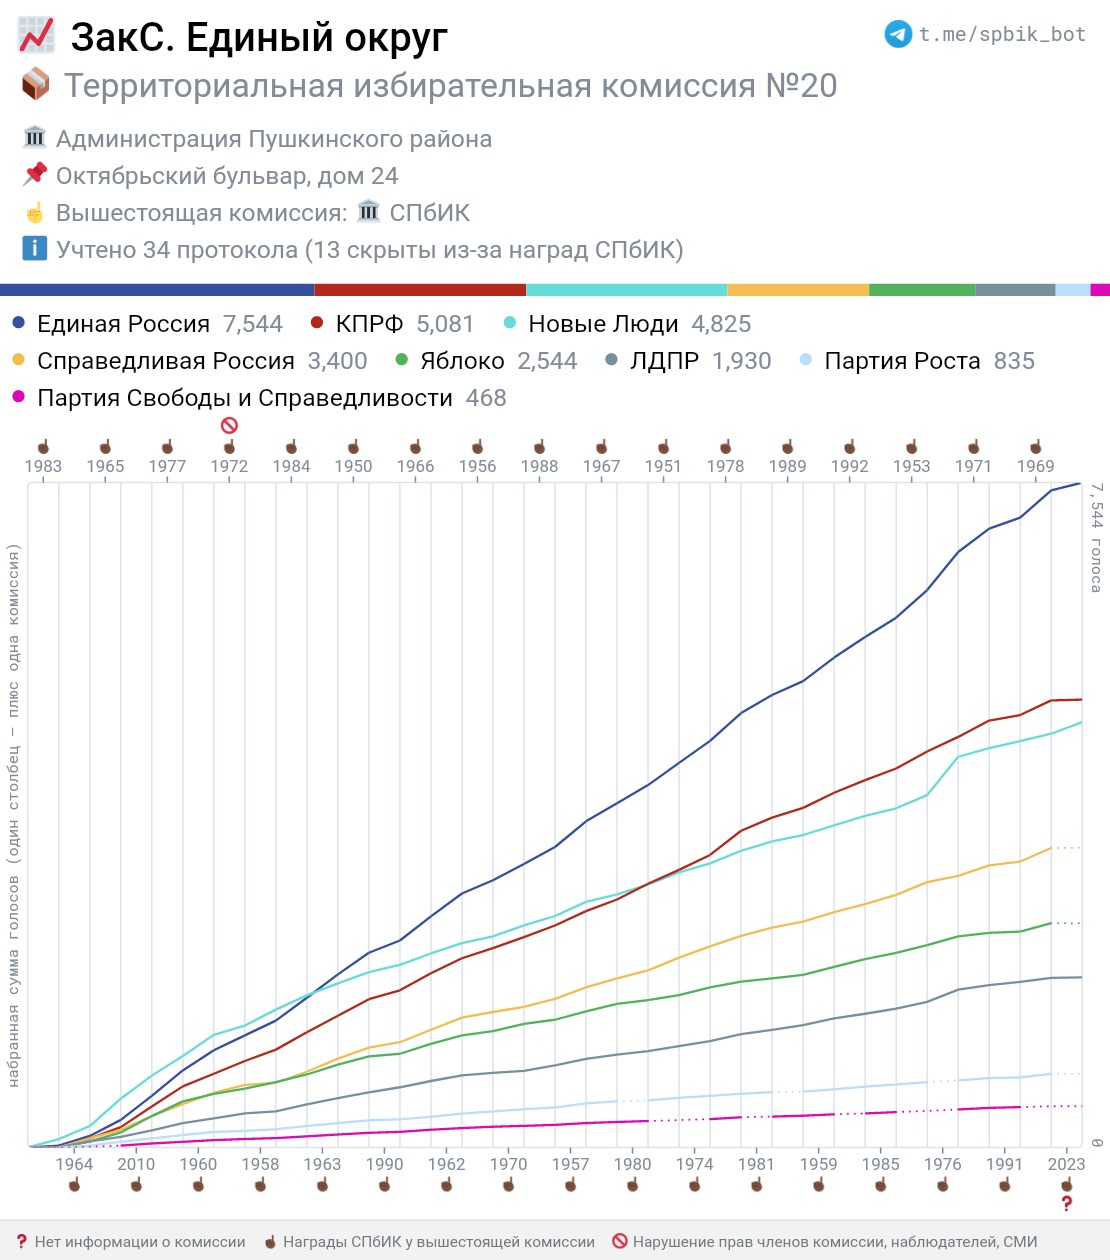 ЗакС. Единый округ
t.me/spbik_bot
Территориальная избирательная комиссия №20
Администрация Пушкинского района
Октябрьский бульвар, дом 24
Вышестоящая комиссия: СПбИК
Учтено 34 протокола (13 скрыты из-за наград СПбИК)
Единая Россия 7,544 КПРФ 5,081 Новые Люди 4,825
Справедливая Россия 3,400 Яблоко 2,544 ЛДПР 1,930 Партия Роста 835
Партия Свободы и Справедливости 468
1983 1965 1977 1972 1984 1950 1966 1956 1988 1967 1951 1978 1989 1992 1953 1971 1969
7,544 голоса
набранная сумма голосов (один столбец – плюс одна комиссия)
0
1964 2010 1960 1958 1963 1990 1962 1970 1957 1980 1974 1981 1959 1985 1976 1991 2023
Нет информации о комиссии Награды СПбИК у вышестоящей комиссии Нарушение прав членов комиссии, наблюдателей, СМИ